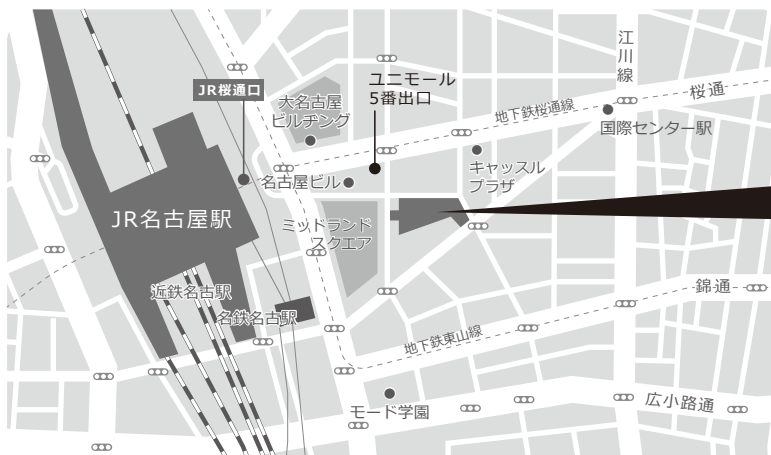 江川線
桜通
JR桜通口
ユニモール
5番出口
大名古屋
ビルヂング
地下鉄桜通線
国際センター駅
キャッスル
プラザ
名古屋ビル
JR名古屋駅
ミッドランド
スクエア
近鉄名古駅
名鉄名古駅
錦通
地下鉄東山線
モード学園
広小路通